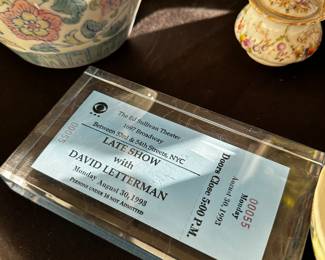 The Ed Sullivan Theater
1697 Broadway
Between 53rd & 54th Streets, NYC
LATE SHOW
with
DAVID LETTERMAN
Monday August 30, 1993
PERSONS UNDER 16 NOT ADMITTED
00055
Doors Close 5:00 P.M.
August 30, 1993
Monday
00055